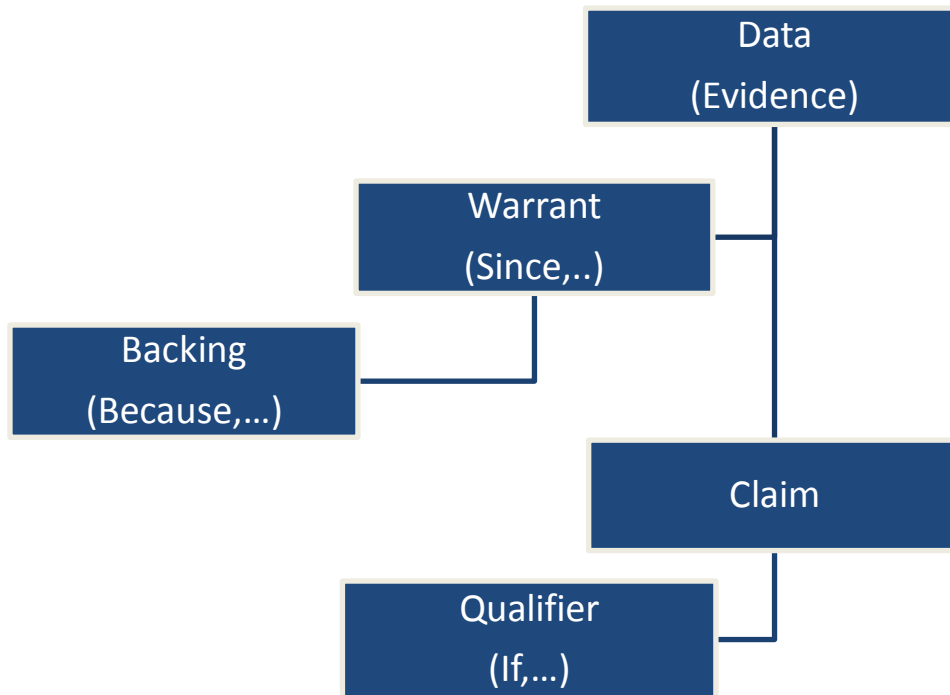 Data
(Evidence)
Warrant
(Since,..)
Backing
(Because,...)
Claim
Qualifier
(If,...)